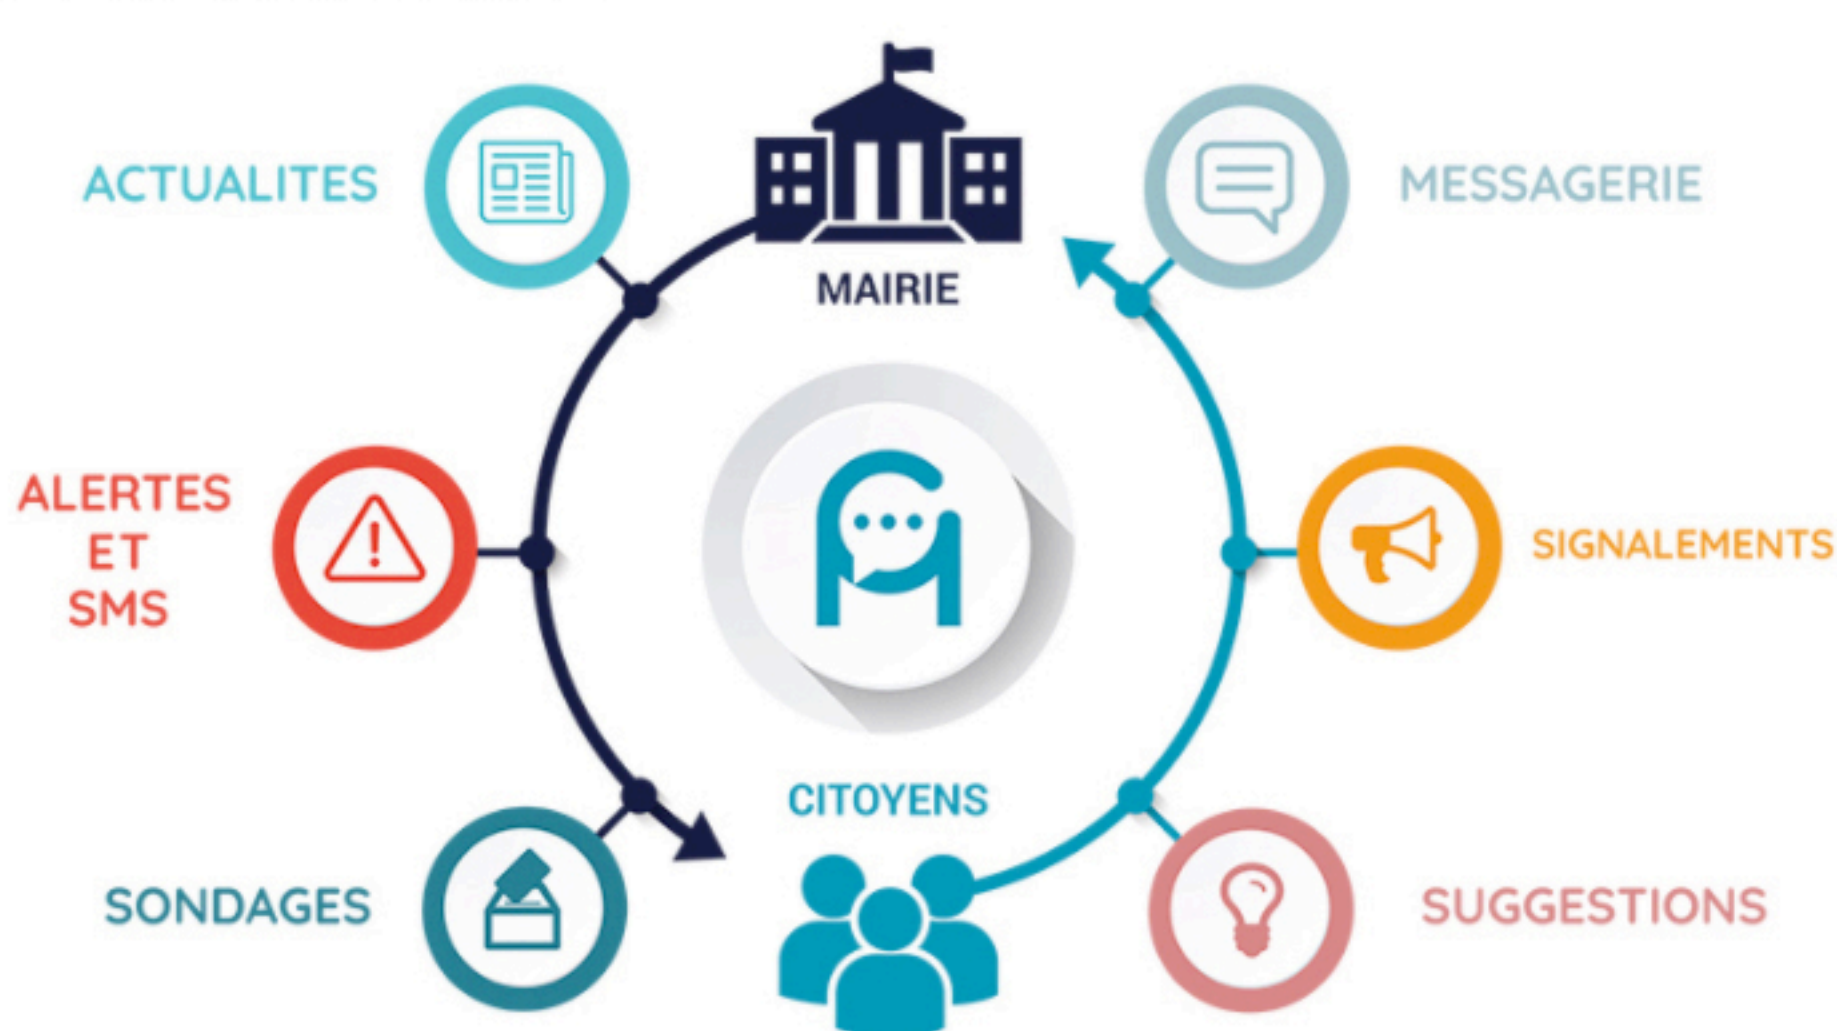 ACTUALITES
MESSAGERIE
MAIRIE
ALERTES
ET
SMS
SIGNALEMENTS
CITOYENS
SONDAGES
SUGGESTIONS